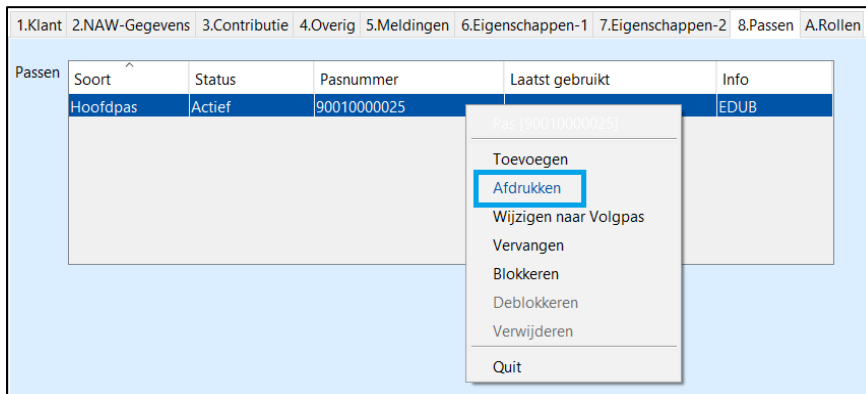 1.Klant 2.NAW-Gegevens 3.Contributie 4.Overig 5.Meldingen 6.Eigenschappen-1 7.Eigenschappen-2 8.Passen A.Rollen
Passen
Soort Status Pasnummer Laatst gebruikt Info
Hoofdpas Actief 90010000025 EDUB
Pas [90010000025]
Toevoegen
Afdrukken
Wijzigen naar Volgpas
Vervangen
Blokkeren
Deblokkeren
Verwijderen
Quit